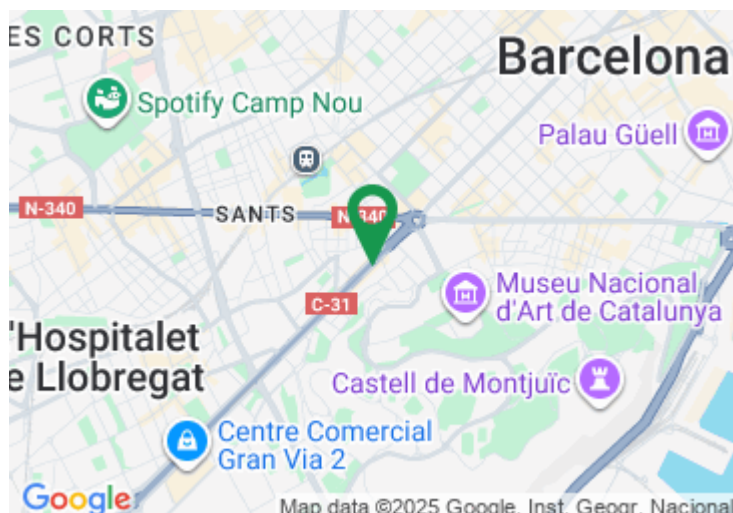 ES CORTS
Barcelona
Spotify Camp Nou
Palau Güell
N-340
SANTS
N-340
Museu Nacional
d'Art de Catalunya
C-31
'Hospitalet
e Llobregat
Castell de Montjuïc
Centre Comercial
Gran Via 2
Google
Map data ©2025 Google, Inst. Geogr. Nacional